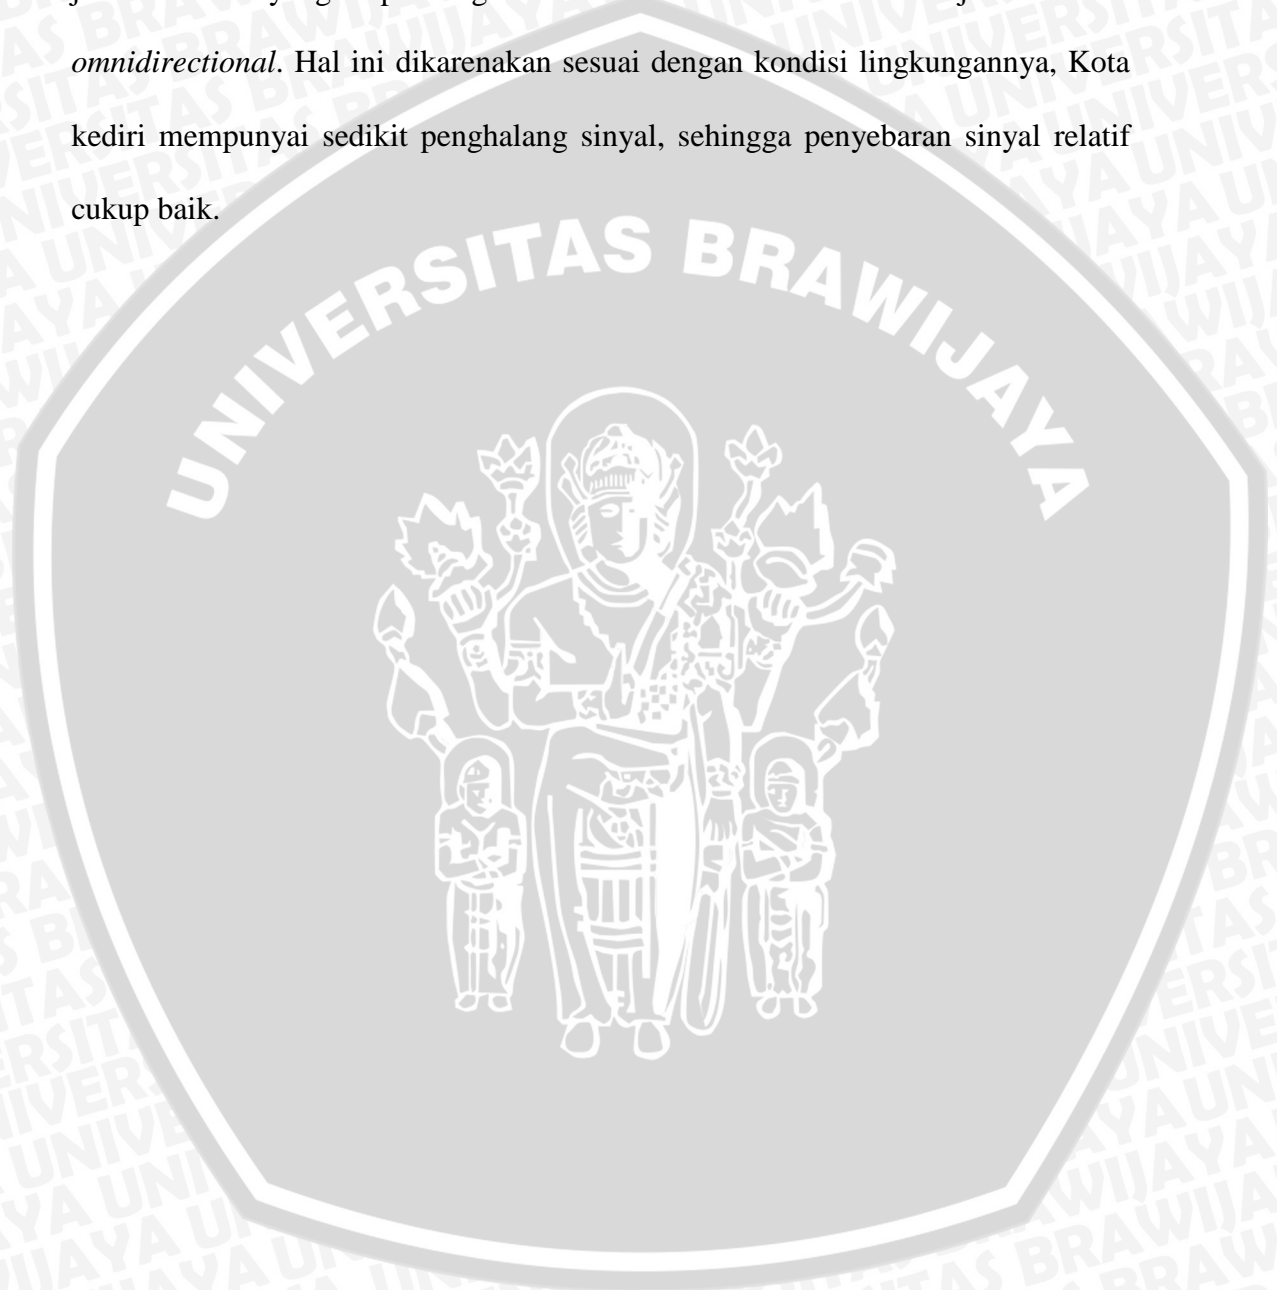 omnidirectional. Hal ini dikarenakan sesuai dengan kondisi lingkungannya, Kota
kediri mempunyai sedikit penghalang sinyal, sehingga penyebaran sinyal relatif
cukup baik.
UNIVERSITAS BRAWIJAYA